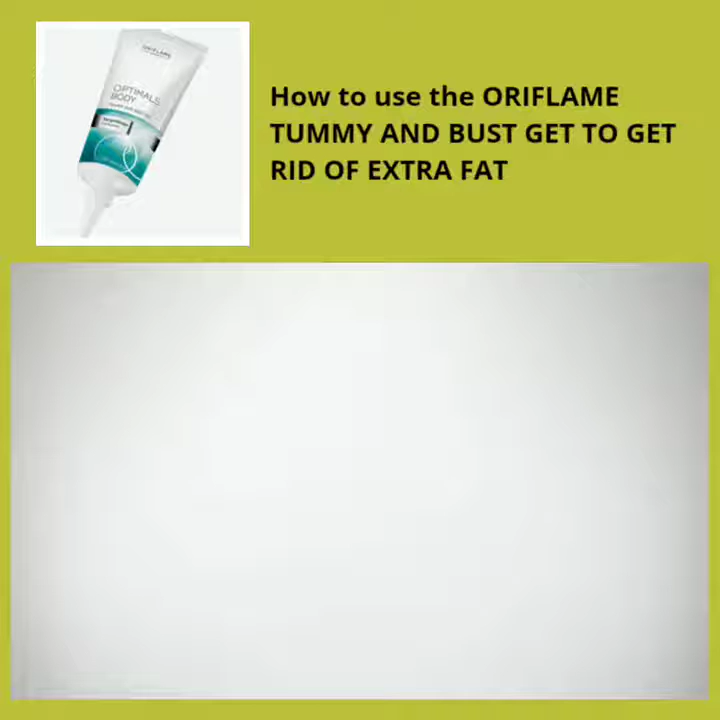 ORIFLAME
OPTIMALS
BODY
How to use the ORIFLAME
TUMMY AND BUST GET TO GET
RID OF EXTRA FAT